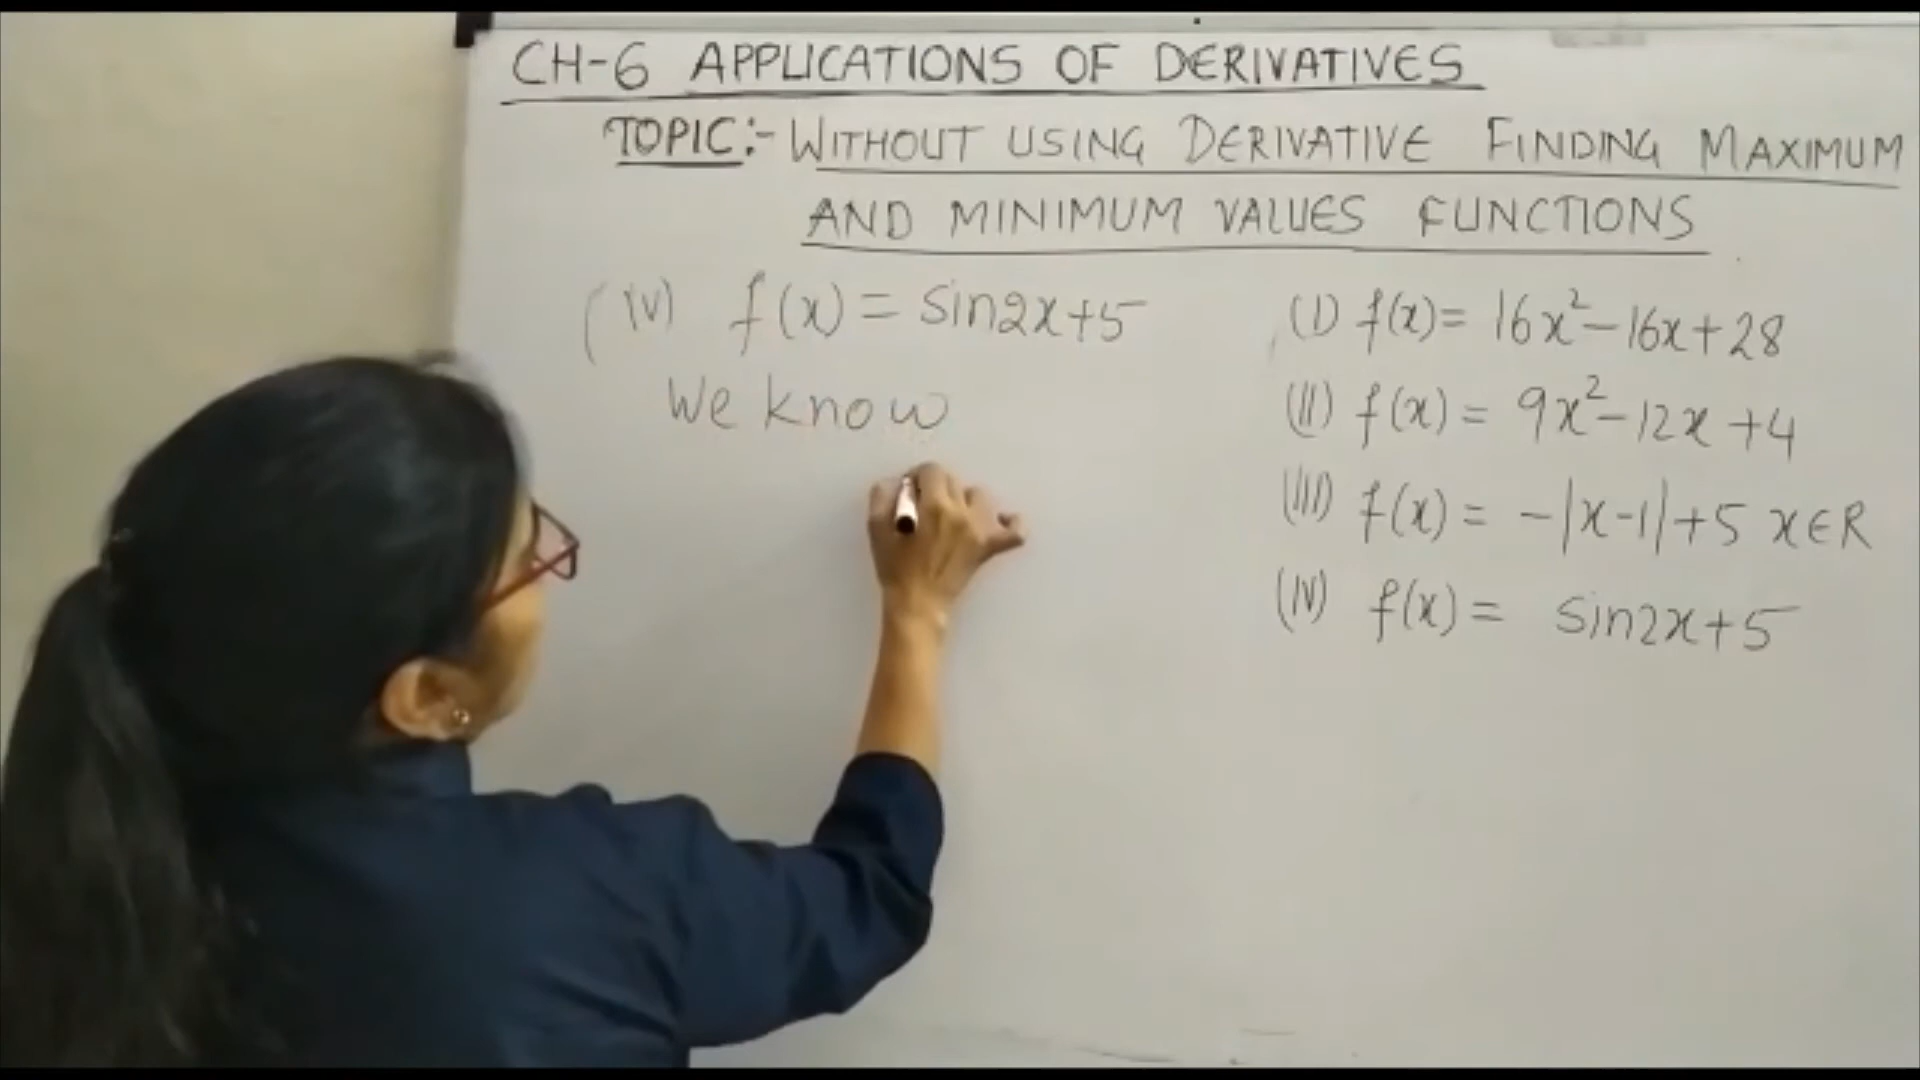 CH-6 APPLICATIONS OF DERIVATIVES
TOPIC:- WITHOUT USING DERIVATIVE FINDING MAXIMUM
AND MINIMUM VALUES FUNCTIONS
(IV) f(x) = sin2x+5
We know
(I) f(x) = 16x²-16x+28
(II) f(x) = 9x²-12x+4
(III) f(x) = -|x-1|+5 x∈R
(IV) f(x) = sin2x+5